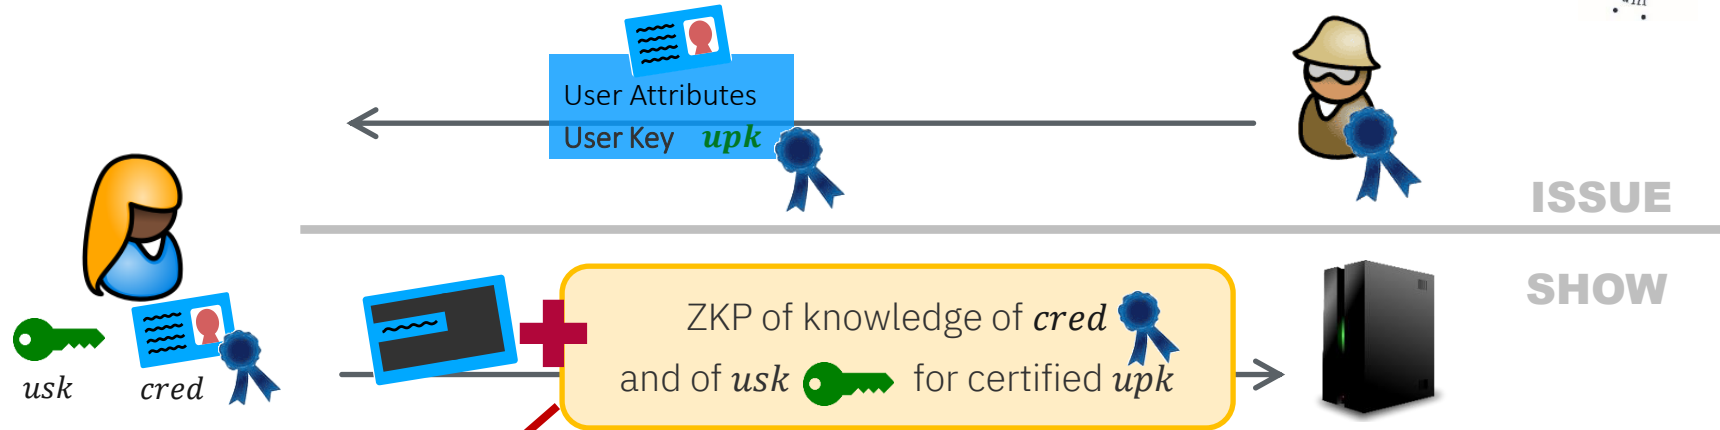 User Attributes
User Key upk
ISSUE
SHOW
ZKP of knowledge of cred
and of usk for certified upk
usk
cred